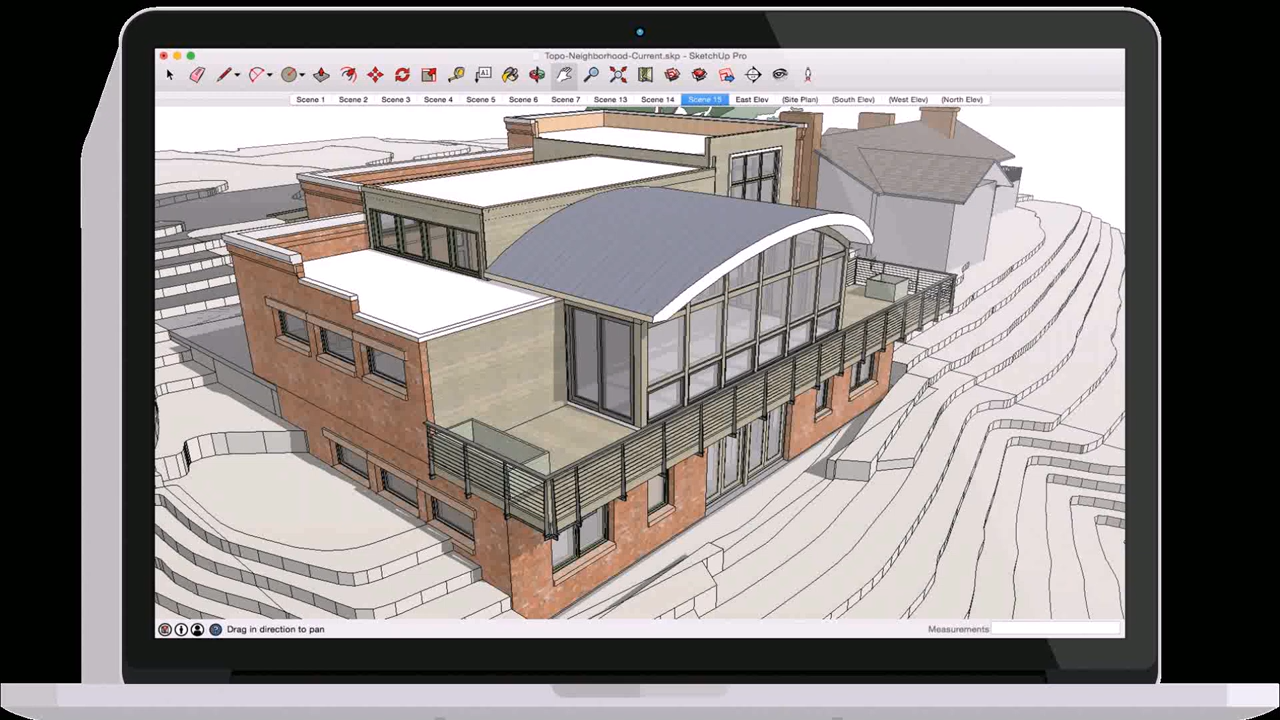 Topo-Neighborhood-Current.skp - SketchUp Pro
A1
Scene 1 Scene 2 Scene 3 Scene 4 Scene 5 Scene 6 Scene 7 Scene 13 Scene 14 Scene 15 East Elev (Site Plan) (South Elev) (West Elev) (North Elev)
Drag in direction to pan Measurements